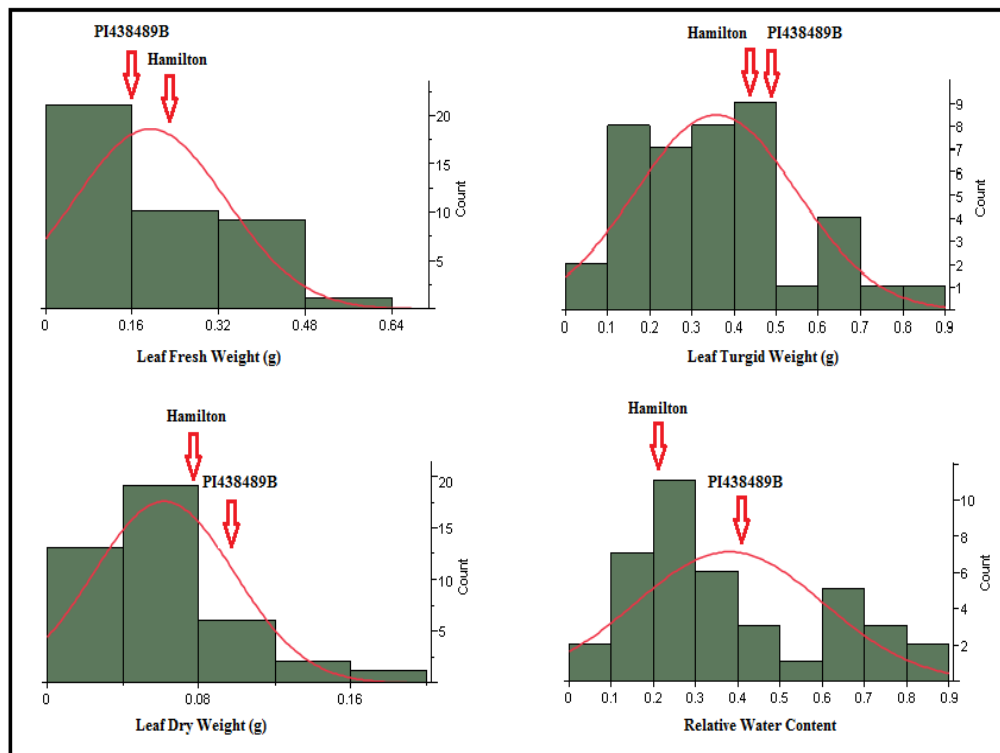 PI438489B
Hamilton
20
15
10
5
Count
0 0.16 0.32 0.48 0.64
Leaf Fresh Weight (g)
Hamilton PI438489B
9
8
7
6
5
4
3
2
1
Count
0 0.1 0.2 0.3 0.4 0.5 0.6 0.7 0.8 0.9
Leaf Turgid Weight (g)
Hamilton
PI438489B
20
15
10
5
Count
0 0.08 0.16
Leaf Dry Weight (g)
Hamilton
PI438489B
10
8
6
4
2
Count
0 0.1 0.2 0.3 0.4 0.5 0.6 0.7 0.8 0.9
Relative Water Content